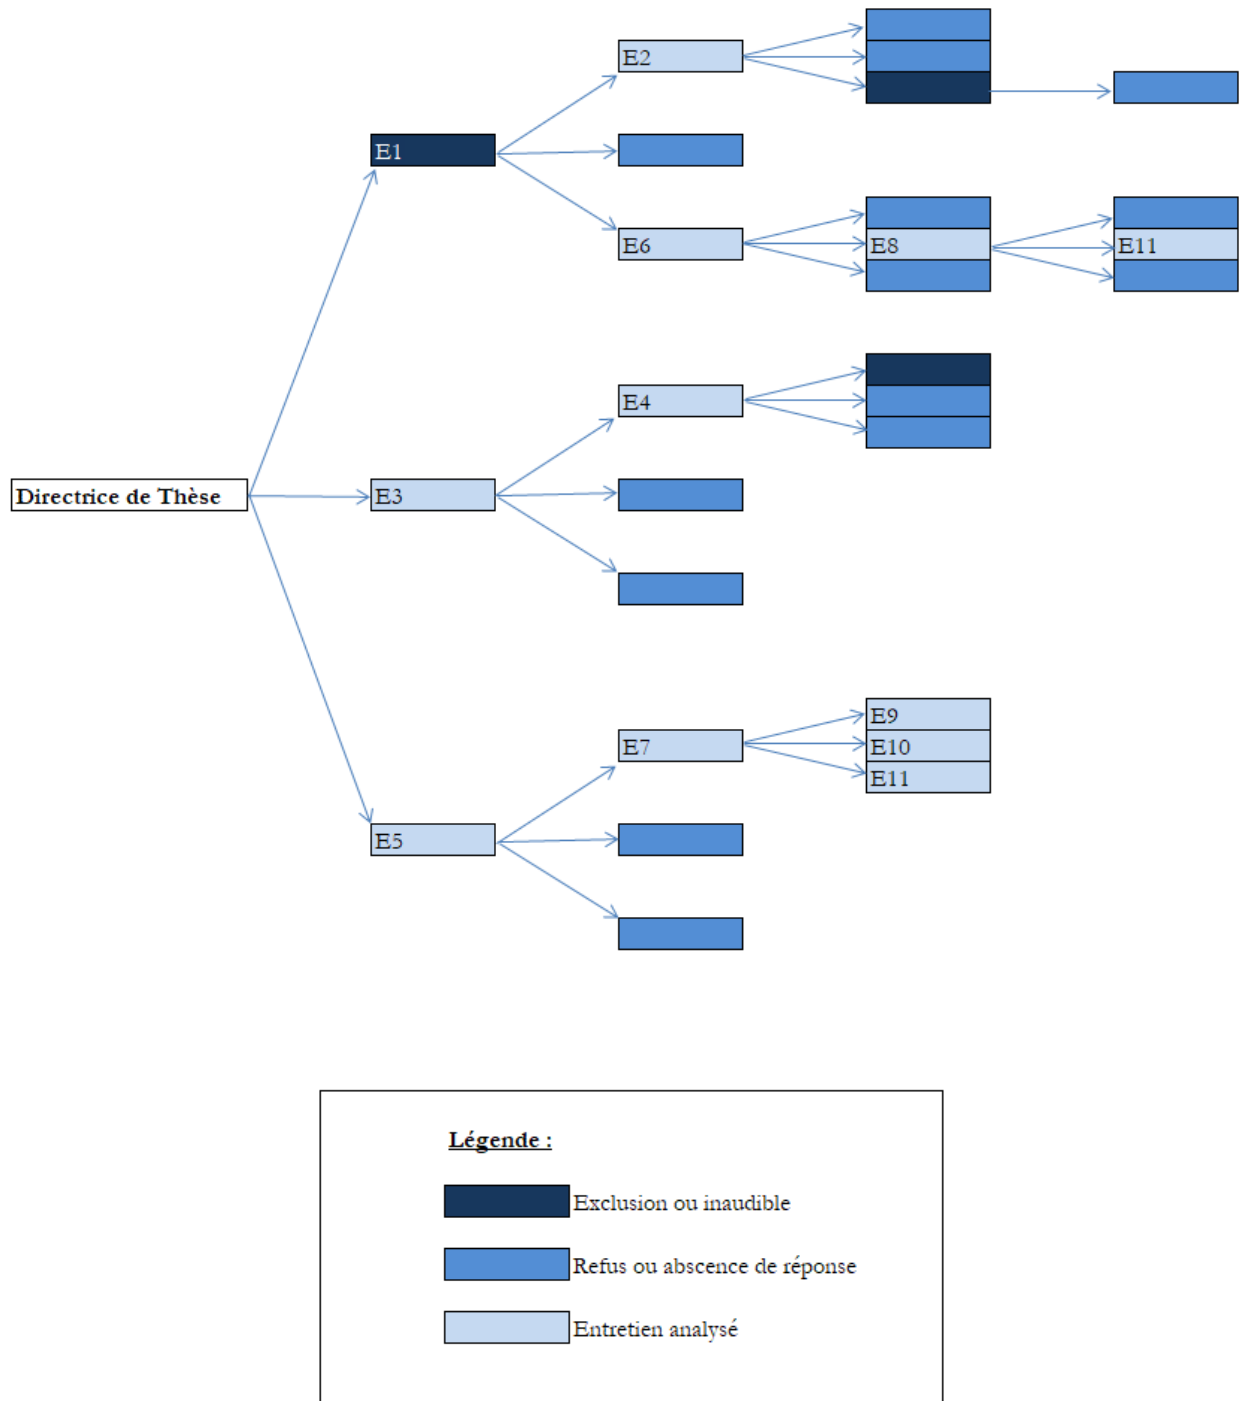 E2
E1
E6
E8
E11
E4
Directrice de Thèse
E3
E9
E7
E10
E11
E5
Légende :
Exclusion ou inaudible
Refus ou abscence de réponse
Entretien analysé